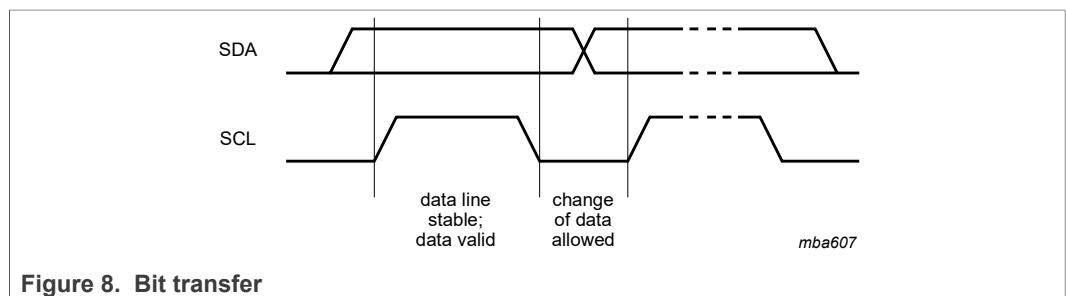 SDA
SCL
data line
stable;
data valid
change
of data
allowed
mba607
Figure 8. Bit transfer